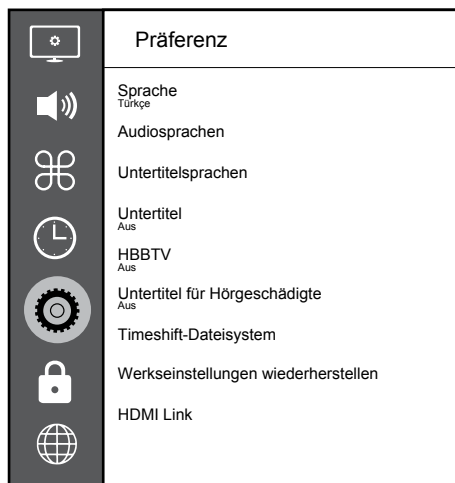 Präferenz
Sprache
Türkçe
Audiosprachen
Untertitelsprachen
Untertitel
Aus
HBBTV
Aus
Untertitel für Hörgeschädigte
Aus
Timeshift-Dateisystem
Werkseinstellungen wiederherstellen
HDMI Link